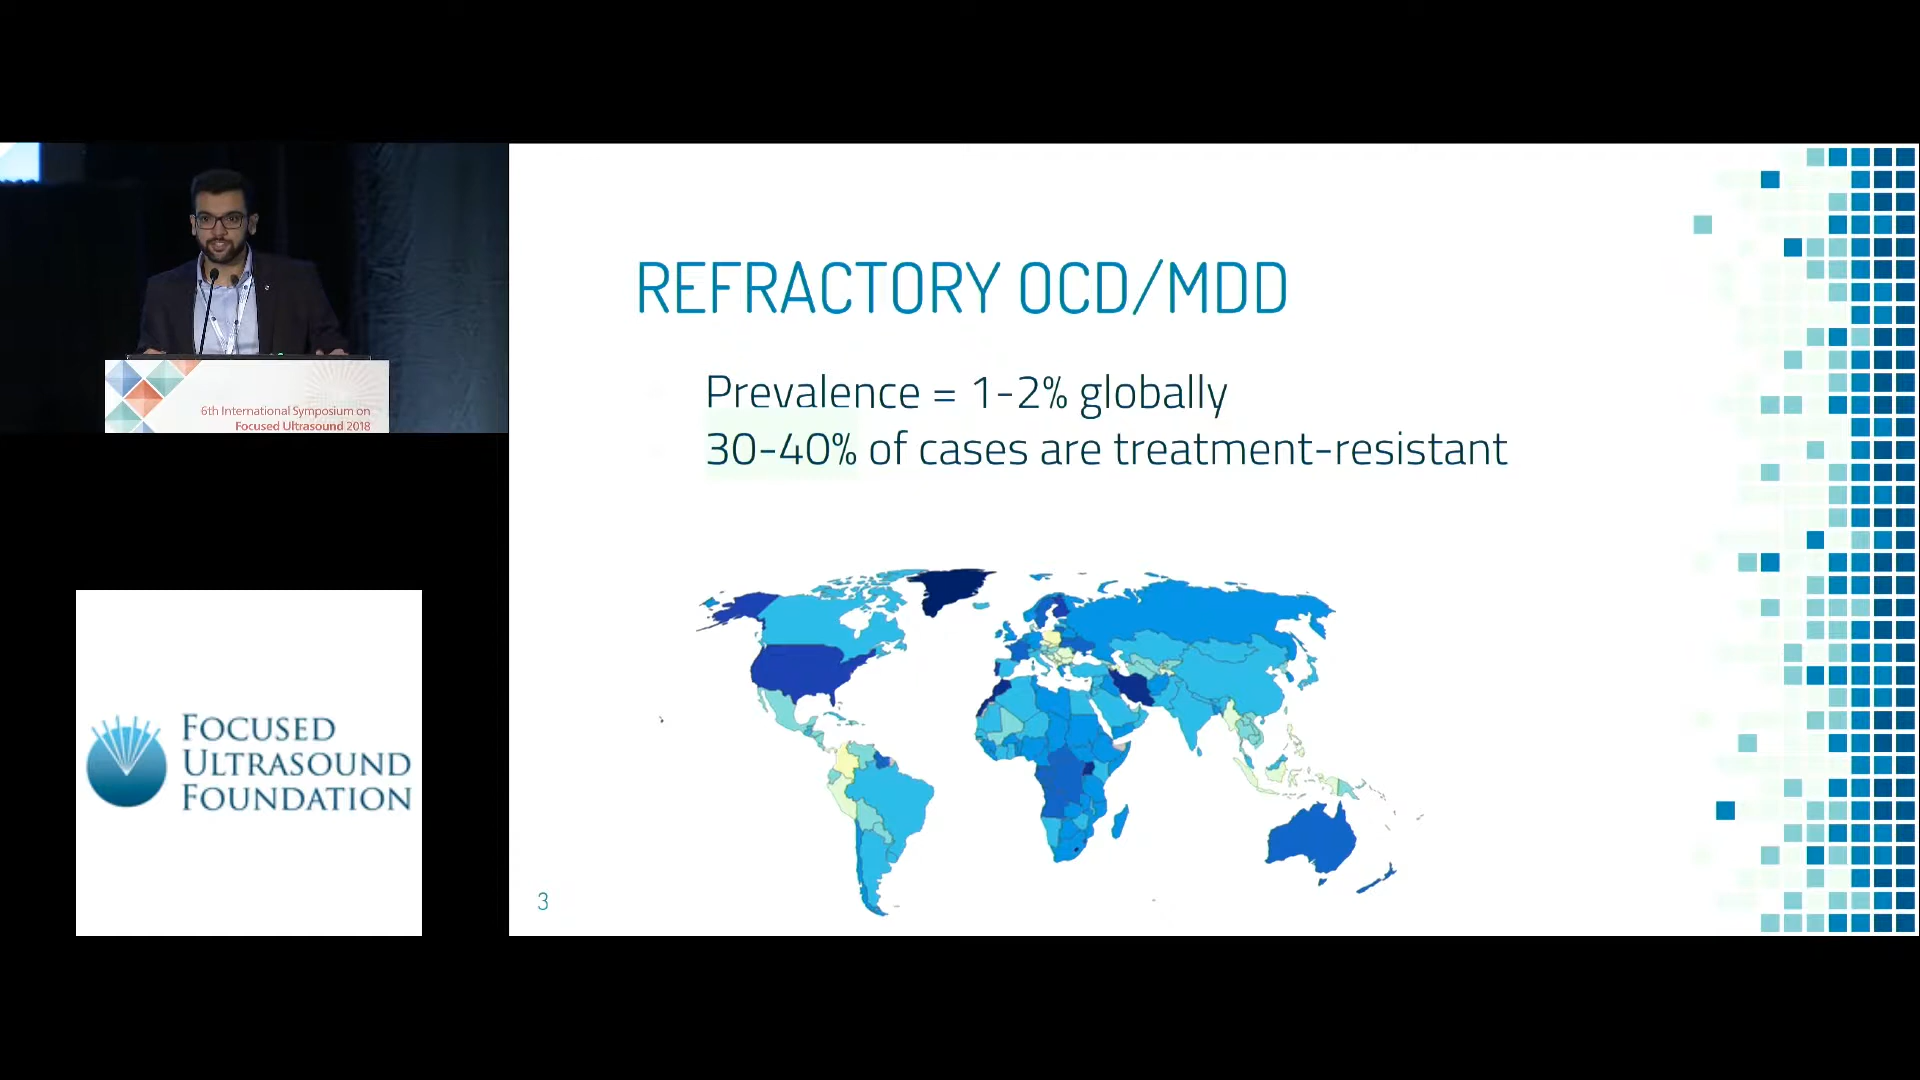 6th International Symposium on
Focused Ultrasound 2018
FOCUSED
ULTRASOUND
FOUNDATION
REFRACTORY OCD/MDD
Prevalence = 1-2% globally
30-40% of cases are treatment-resistant
3